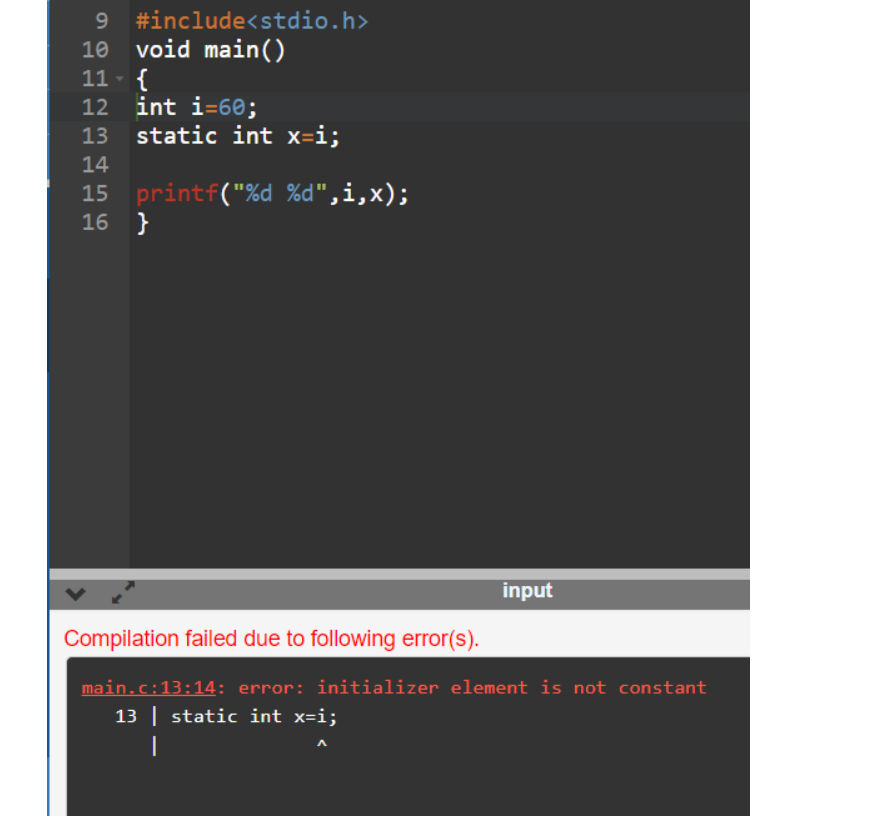 9 #include<stdio.h>
10 void main()
11 {
12 int i=60;
13 static int x=i;
14
15 printf("%d %d",i,x);
16 }
input
Compilation failed due to following error(s).
main.c:13:14: error: initializer element is not constant
13 | static int x=i;
| ^